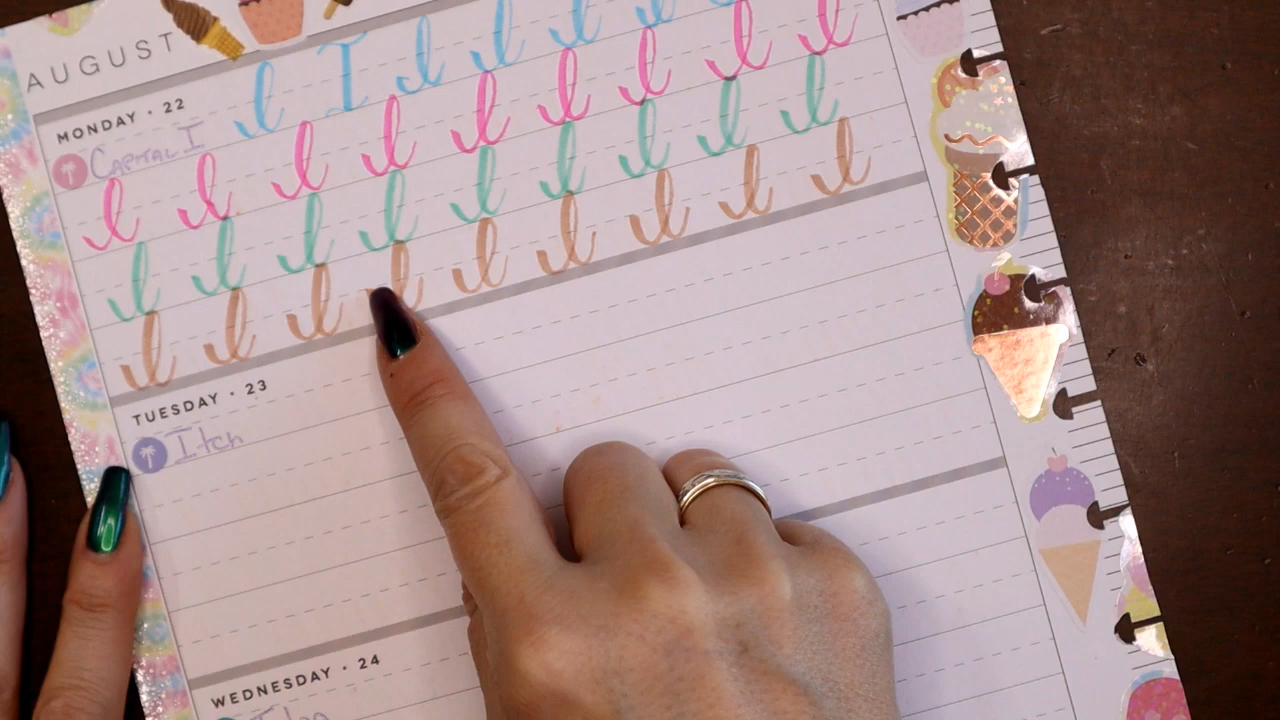 AUGUST
MONDAY · 22
I I I I I I
CAPITAL I
I I I I I I I I I
I I I I I I I I I
I I I I I I I I I
TUESDAY · 23
Itch
WEDNESDAY · 24